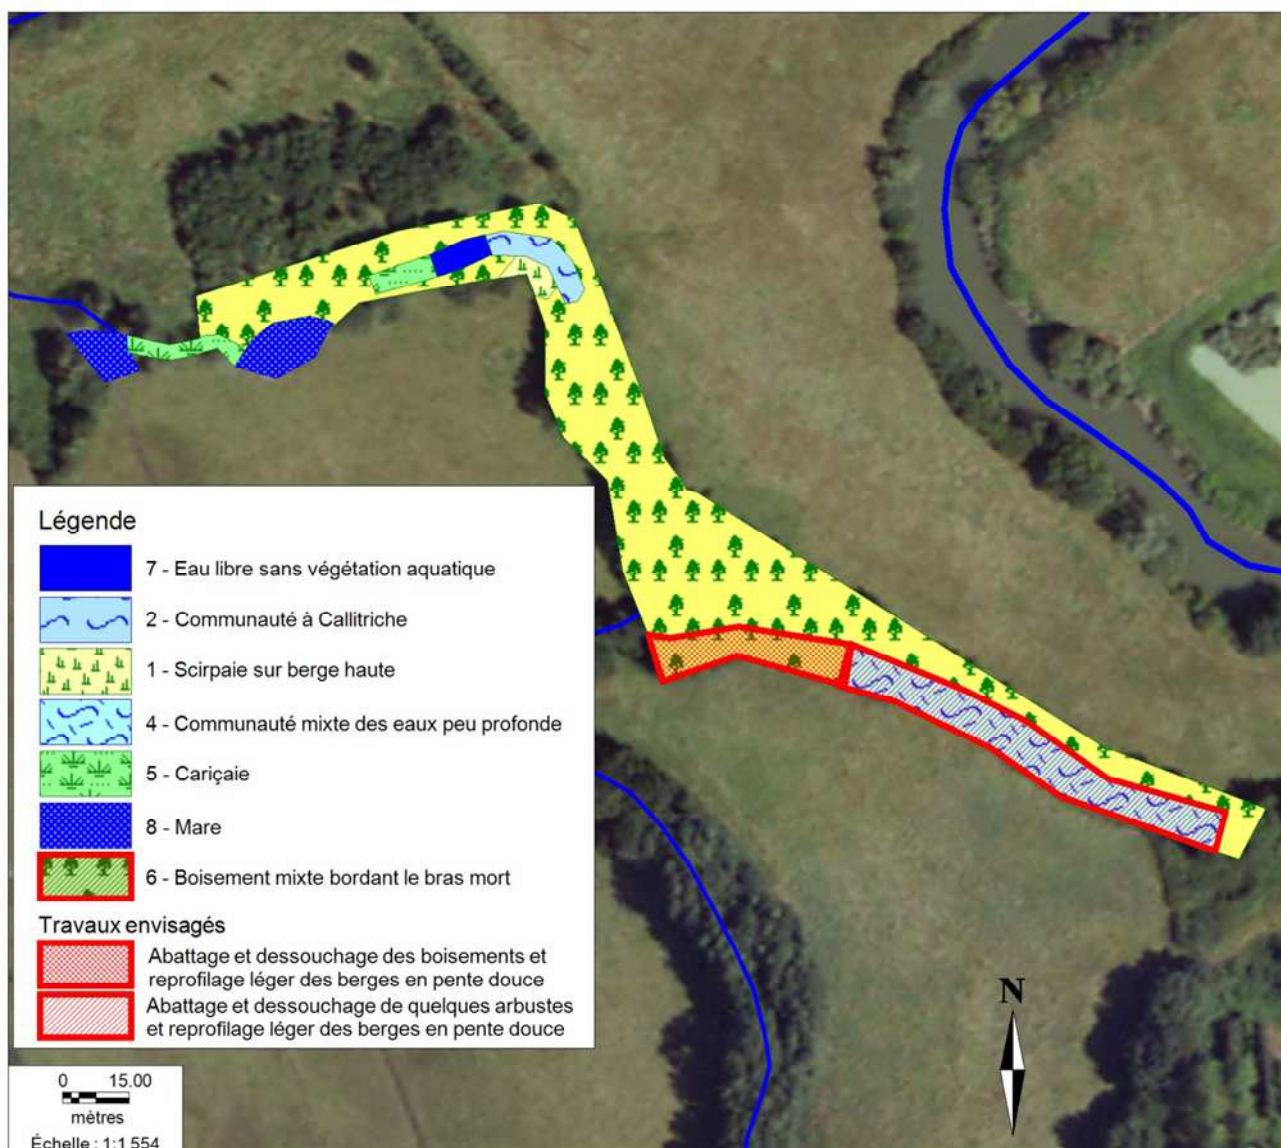 Légende
7 - Eau libre sans végétation aquatique
2 - Communauté à Callitriche
1 - Scirpaie sur berge haute
4 - Communauté mixte des eaux peu profonde
5 - Cariçaie
8 - Mare
6 - Boisement mixte bordant le bras mort
Travaux envisagés
Abattage et dessouchage des boisements et
reprofilage léger des berges en pente douce
Abattage et dessouchage de quelques arbustes
et reprofilage léger des berges en pente douce
N
0 15.00
mètres
Échelle : 1:1 554